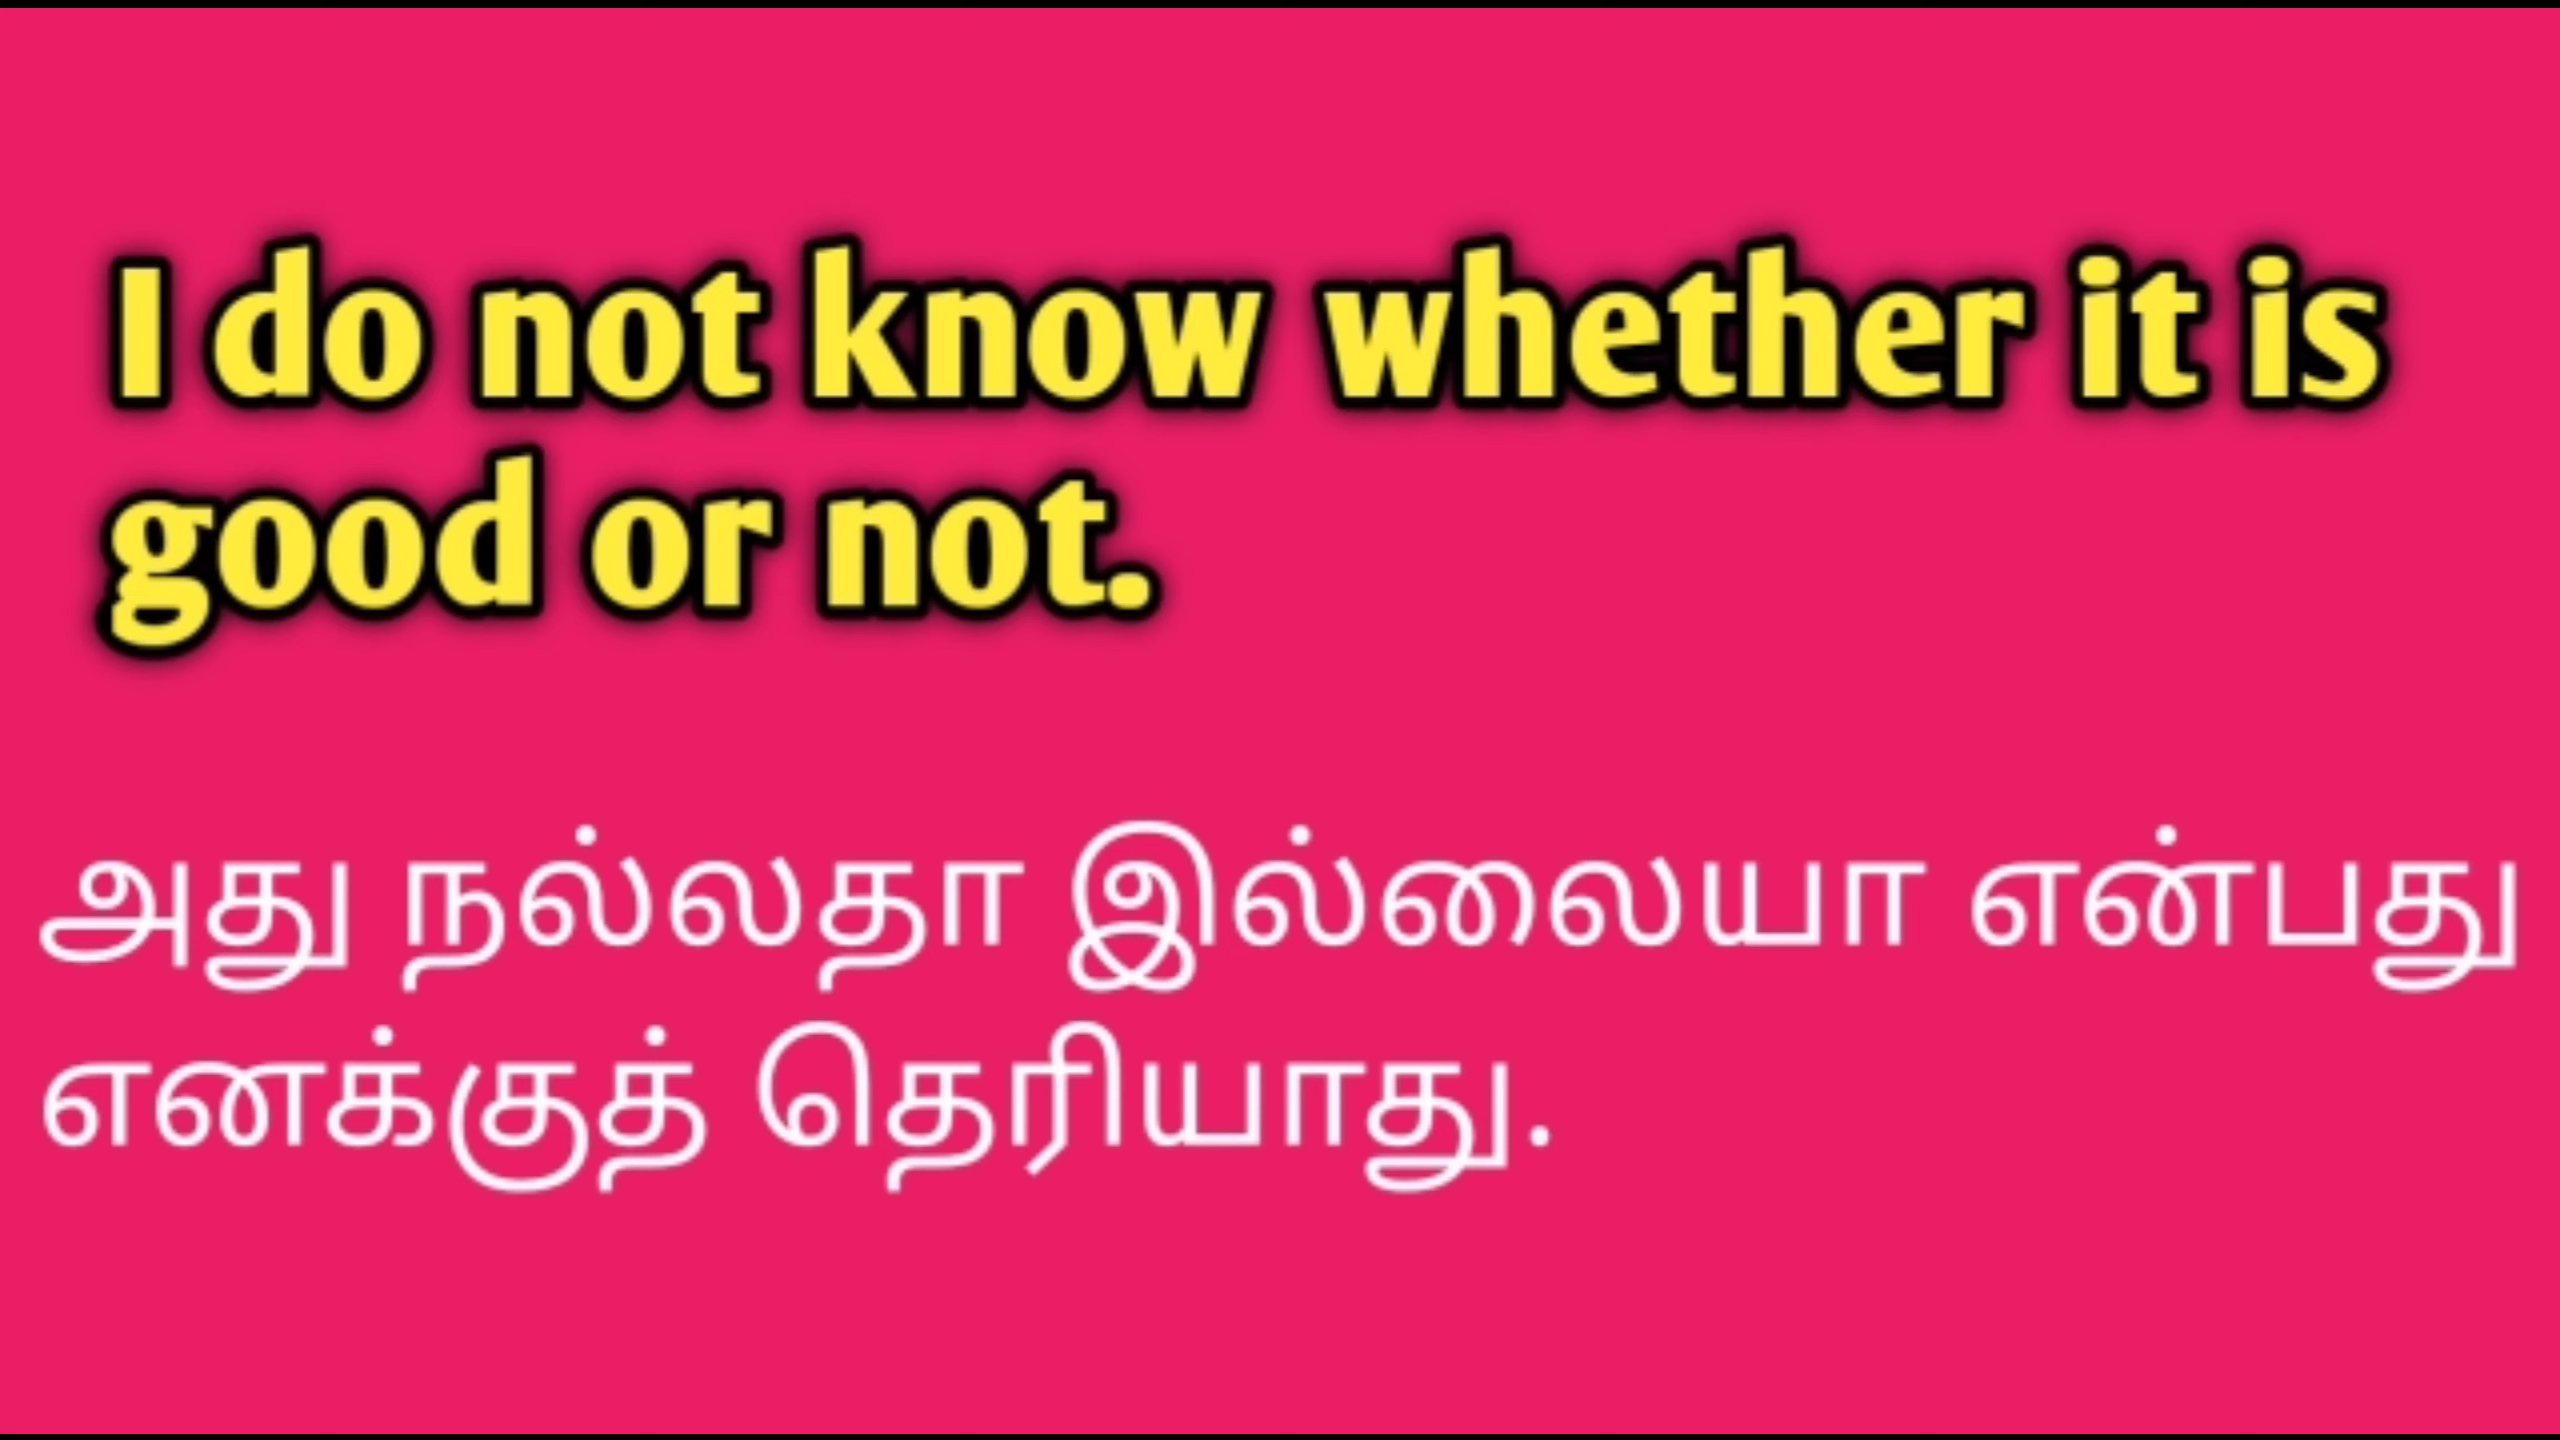 I do not know whether it is
good or not.
அது நல்லதா இல்லையா என்பது
எனக்குத் தெரியாது.